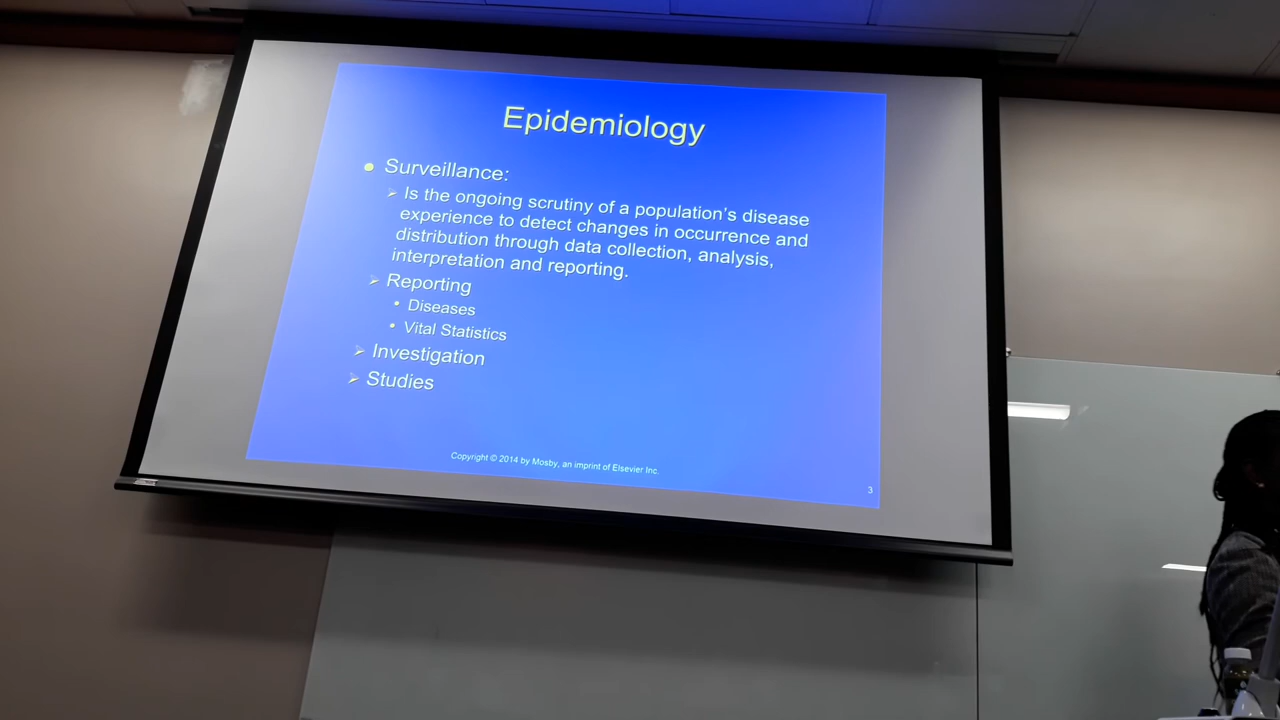 Epidemiology
• Surveillance:
➢ Is the ongoing scrutiny of a population's disease
experience to detect changes in occurrence and
distribution through data collection, analysis,
interpretation and reporting.
➢ Reporting
• Diseases
• Vital Statistics
➢ Investigation
➢ Studies
Copyright © 2014 by Mosby, an imprint of Elsevier Inc.
3